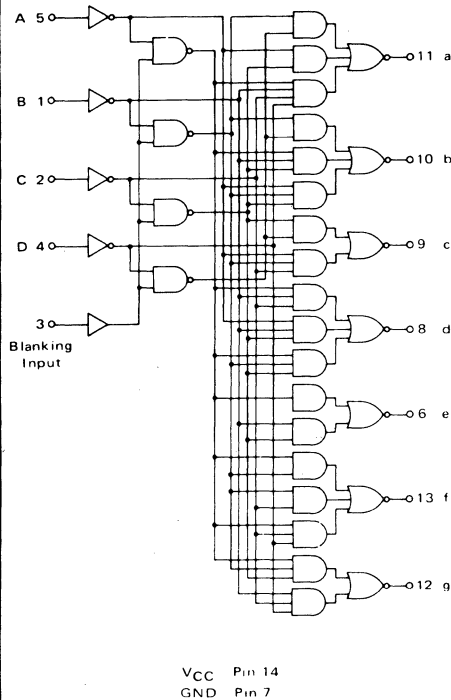 A 5
B 1
C 2
D 4
3
Blanking
Input
11 a
10 b
9 c
8 d
6 e
13 f
12 g
VCC Pin 14
GND Pin 7